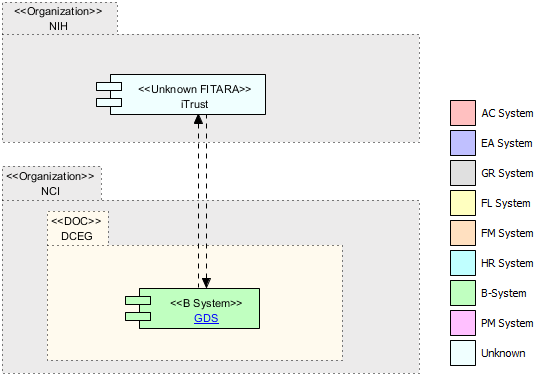 <<Organization>>
NIH
<<Unknown FITARA>>
iTrust
<<Organization>>
NCI
<<DOC>>
DCEG
<<B System>>
GDS
AC System
EA System
GR System
FL System
FM System
HR System
B-System
PM System
Unknown